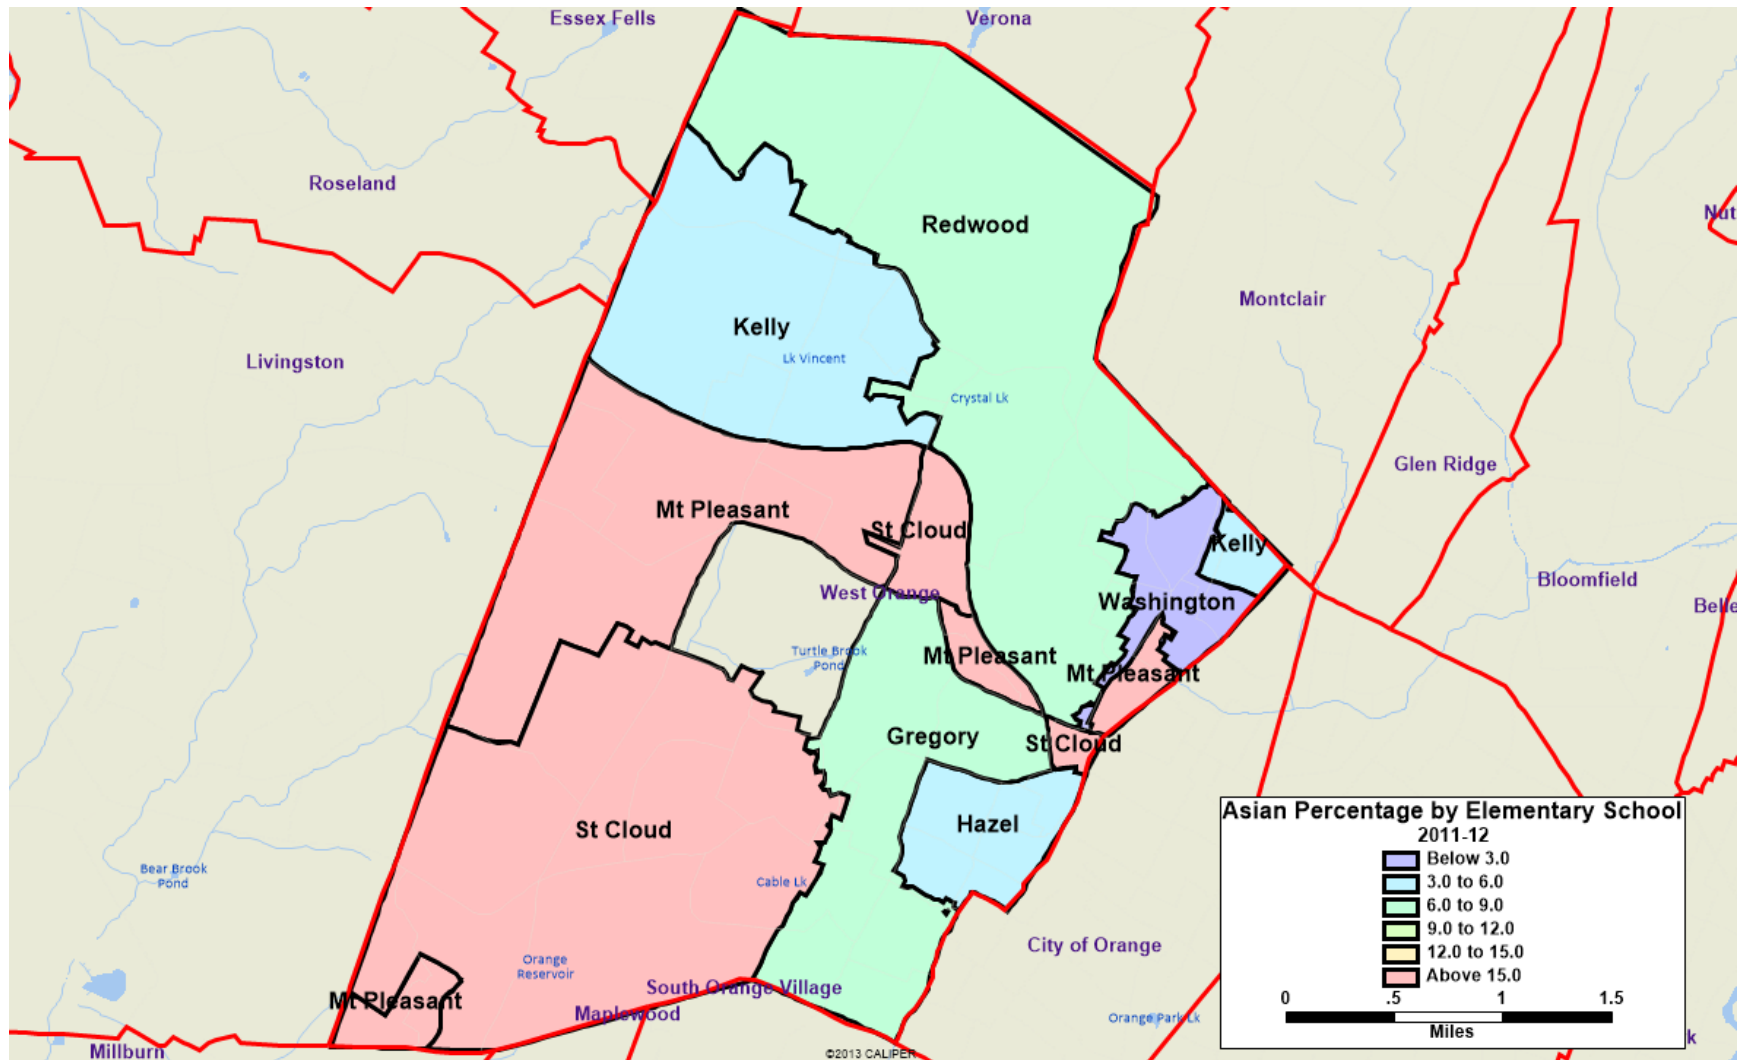 Essex Fells
Verona
Roseland
Redwood
Nut
Montclair
Kelly
Lk Vincent
Livingston
Crystal Lk
Glen Ridge
Mt Pleasant
St Cloud
Kelly
Bloomfield
West Orange
Washington
Belle
Turtle Brook
Pond
Mt Pleasant
Mt Pleasant
Gregory
St Cloud
St Cloud
Hazel
Asian Percentage by Elementary School
2011-12
Below 3.0
3.0 to 6.0
6.0 to 9.0
9.0 to 12.0
12.0 to 15.0
Above 15.0
0 .5 1 1.5
Miles
Bear Brook
Pond
Cable Lk
City of Orange
Orange
Reservoir
South Orange Village
Mt Pleasant
Maplewood
Orange Park Lk
k
Millburn
©2013 CALIPER